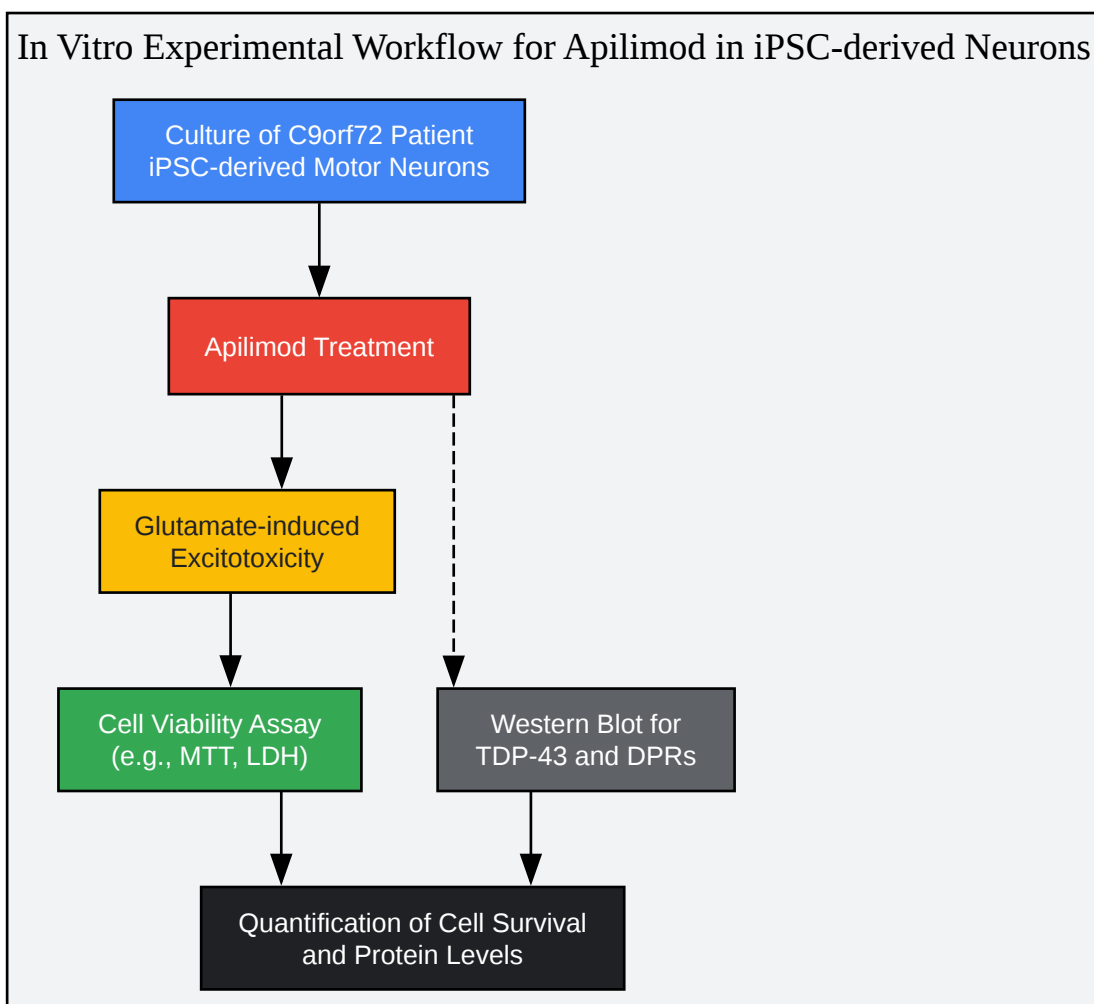 In Vitro Experimental Workflow for Apilimod in iPSC-derived Neurons
Culture of C9orf72 Patient
iPSC-derived Motor Neurons
Apilimod Treatment
Glutamate-induced
Excitotoxicity
Cell Viability Assay
(e.g., MTT, LDH)
Western Blot for
TDP-43 and DPRs
Quantification of Cell Survival
and Protein Levels